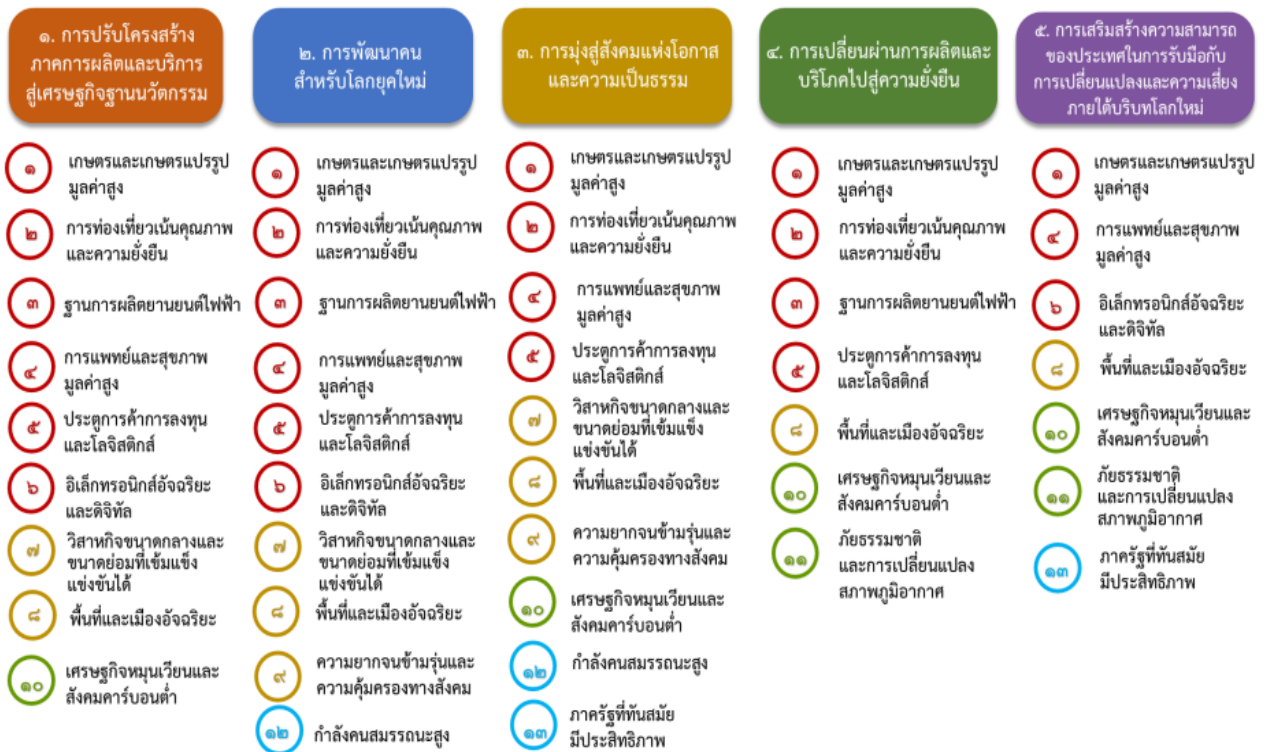 ๑. การปรับโครงสร้าง
ภาคการผลิตและบริการ
สู่เศรษฐกิจฐานนวัตกรรม
๑ เกษตรและเกษตรแปรรูป
มูลค่าสูง
๒ การท่องเที่ยวเน้นคุณภาพ
และความยั่งยืน
๓ ฐานการผลิตยานยนต์ไฟฟ้า
๔ การแพทย์และสุขภาพ
มูลค่าสูง
๕ ประตูการค้าการลงทุน
และโลจิสติกส์
๖ อิเล็กทรอนิกส์อัจฉริยะ
และดิจิทัล
๗ วิสาหกิจขนาดกลางและ
ขนาดย่อมที่เข้มแข็ง
แข่งขันได้
๘ พื้นที่และเมืองอัจฉริยะ
๑๐ เศรษฐกิจหมุนเวียนและ
สังคมคาร์บอนต่ำ
๒. การพัฒนาคน
สำหรับโลกยุคใหม่
๑ เกษตรและเกษตรแปรรูป
มูลค่าสูง
๒ การท่องเที่ยวเน้นคุณภาพ
และความยั่งยืน
๓ ฐานการผลิตยานยนต์ไฟฟ้า
๔ การแพทย์และสุขภาพ
มูลค่าสูง
๕ ประตูการค้าการลงทุน
และโลจิสติกส์
๖ อิเล็กทรอนิกส์อัจฉริยะ
และดิจิทัล
๗ วิสาหกิจขนาดกลางและ
ขนาดย่อมที่เข้มแข็ง
แข่งขันได้
๘ พื้นที่และเมืองอัจฉริยะ
๙ ความยากจนข้ามรุ่นและ
ความคุ้มครองทางสังคม
๑๒ กำลังคนสมรรถนะสูง
๓. การมุ่งสู่สังคมแห่งโอกาส
และความเป็นธรรม
๑ เกษตรและเกษตรแปรรูป
มูลค่าสูง
๒ การท่องเที่ยวเน้นคุณภาพ
และความยั่งยืน
๔ การแพทย์และสุขภาพ
มูลค่าสูง
๕ ประตูการค้าการลงทุน
และโลจิสติกส์
๗ วิสาหกิจขนาดกลางและ
ขนาดย่อมที่เข้มแข็ง
แข่งขันได้
๘ พื้นที่และเมืองอัจฉริยะ
๙ ความยากจนข้ามรุ่นและ
ความคุ้มครองทางสังคม
๑๐ เศรษฐกิจหมุนเวียนและ
สังคมคาร์บอนต่ำ
๑๒ กำลังคนสมรรถนะสูง
๑๓ ภาครัฐที่ทันสมัย
มีประสิทธิภาพ
๔. การเปลี่ยนผ่านการผลิตและ
บริโภคไปสู่ความยั่งยืน
๑ เกษตรและเกษตรแปรรูป
มูลค่าสูง
๒ การท่องเที่ยวเน้นคุณภาพ
และความยั่งยืน
๓ ฐานการผลิตยานยนต์ไฟฟ้า
๕ ประตูการค้าการลงทุน
และโลจิสติกส์
๘ พื้นที่และเมืองอัจฉริยะ
๑๐ เศรษฐกิจหมุนเวียนและ
สังคมคาร์บอนต่ำ
๑๑ ภัยธรรมชาติ
และการเปลี่ยนแปลง
สภาพภูมิอากาศ
๕. การเสริมสร้างความสามารถ
ของประเทศในการรับมือกับ
การเปลี่ยนแปลงและความเสี่ยง
ภายใต้บริบทโลกใหม่
๑ เกษตรและเกษตรแปรรูป
มูลค่าสูง
๔ การแพทย์และสุขภาพ
มูลค่าสูง
๖ อิเล็กทรอนิกส์อัจฉริยะ
และดิจิทัล
๘ พื้นที่และเมืองอัจฉริยะ
๑๐ เศรษฐกิจหมุนเวียนและ
สังคมคาร์บอนต่ำ
๑๑ ภัยธรรมชาติ
และการเปลี่ยนแปลง
สภาพภูมิอากาศ
๑๓ ภาครัฐที่ทันสมัย
มีประสิทธิภาพ